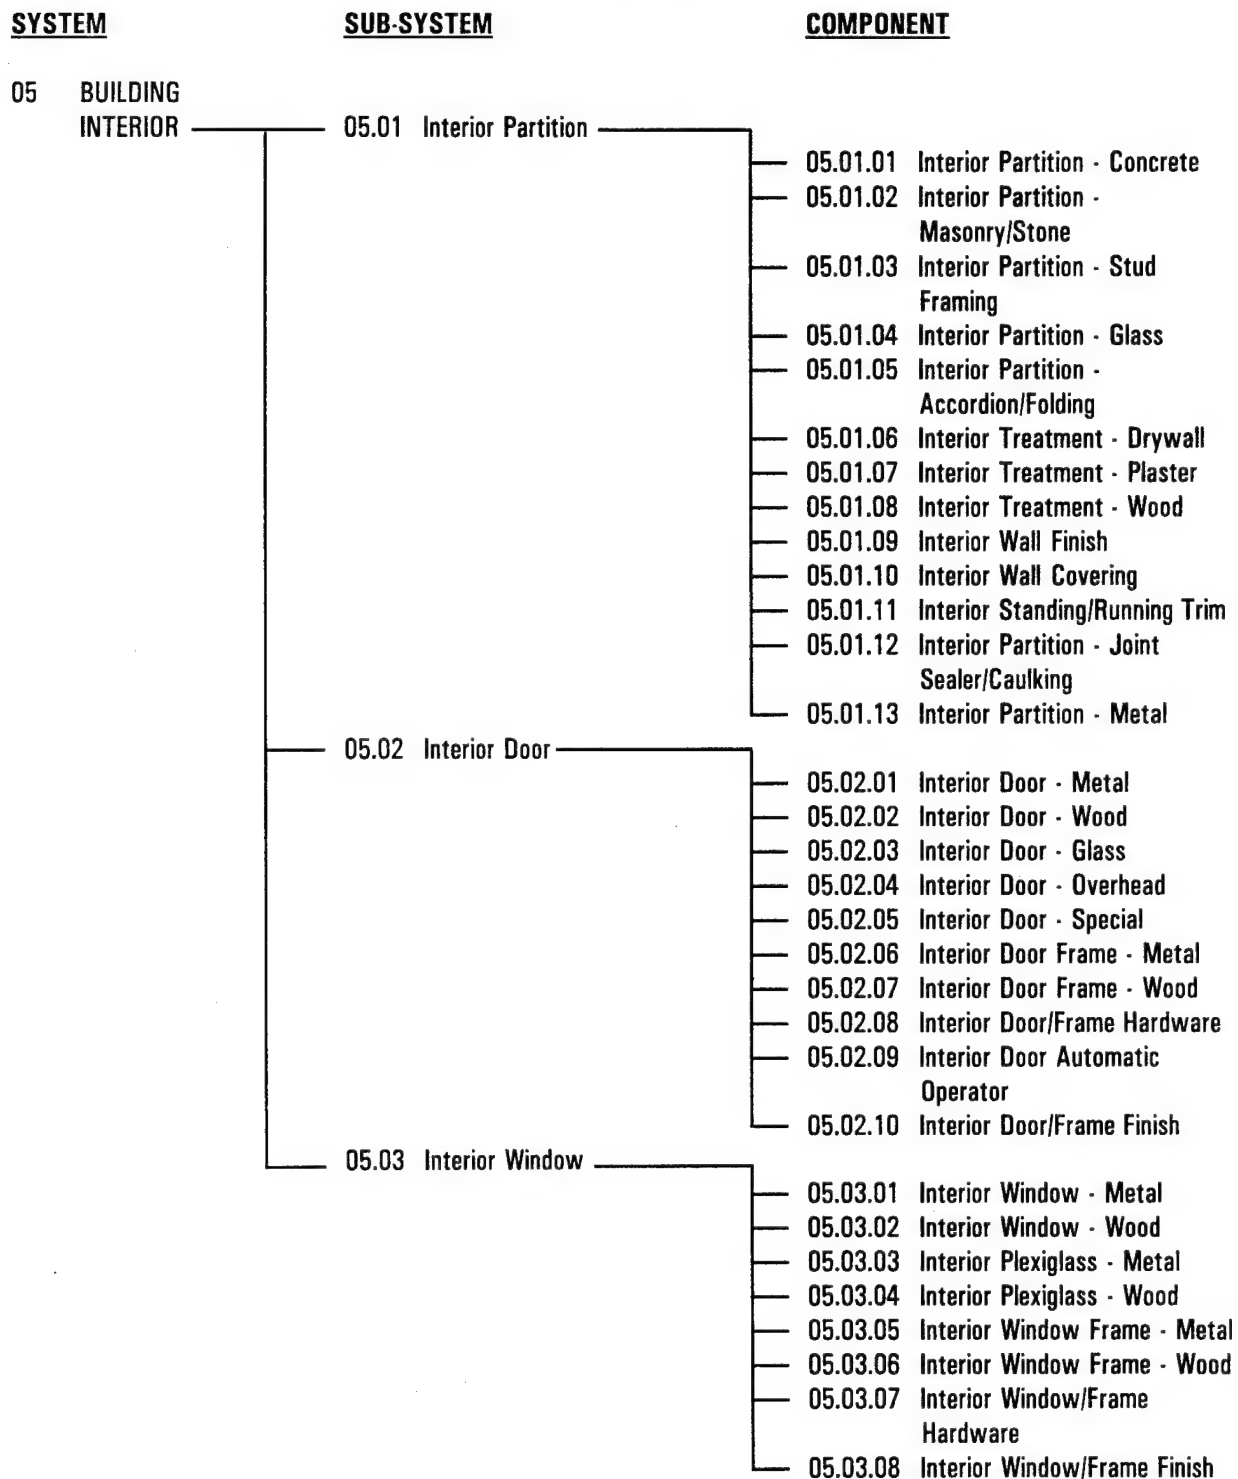 SYSTEM SUB-SYSTEM COMPONENT
05 BUILDING
INTERIOR 05.01 Interior Partition
05.01.01 Interior Partition - Concrete
05.01.02 Interior Partition -
Masonry/Stone
05.01.03 Interior Partition - Stud
Framing
05.01.04 Interior Partition - Glass
05.01.05 Interior Partition -
Accordion/Folding
05.01.06 Interior Treatment - Drywall
05.01.07 Interior Treatment - Plaster
05.01.08 Interior Treatment - Wood
05.01.09 Interior Wall Finish
05.01.10 Interior Wall Covering
05.01.11 Interior Standing/Running Trim
05.01.12 Interior Partition - Joint
Sealer/Caulking
05.01.13 Interior Partition - Metal
05.02 Interior Door
05.02.01 Interior Door - Metal
05.02.02 Interior Door - Wood
05.02.03 Interior Door - Glass
05.02.04 Interior Door - Overhead
05.02.05 Interior Door - Special
05.02.06 Interior Door Frame - Metal
05.02.07 Interior Door Frame - Wood
05.02.08 Interior Door/Frame Hardware
05.02.09 Interior Door Automatic
Operator
05.02.10 Interior Door/Frame Finish
05.03 Interior Window
05.03.01 Interior Window - Metal
05.03.02 Interior Window - Wood
05.03.03 Interior Plexiglass - Metal
05.03.04 Interior Plexiglass - Wood
05.03.05 Interior Window Frame - Metal
05.03.06 Interior Window Frame - Wood
05.03.07 Interior Window/Frame
Hardware
05.03.08 Interior Window/Frame Finish